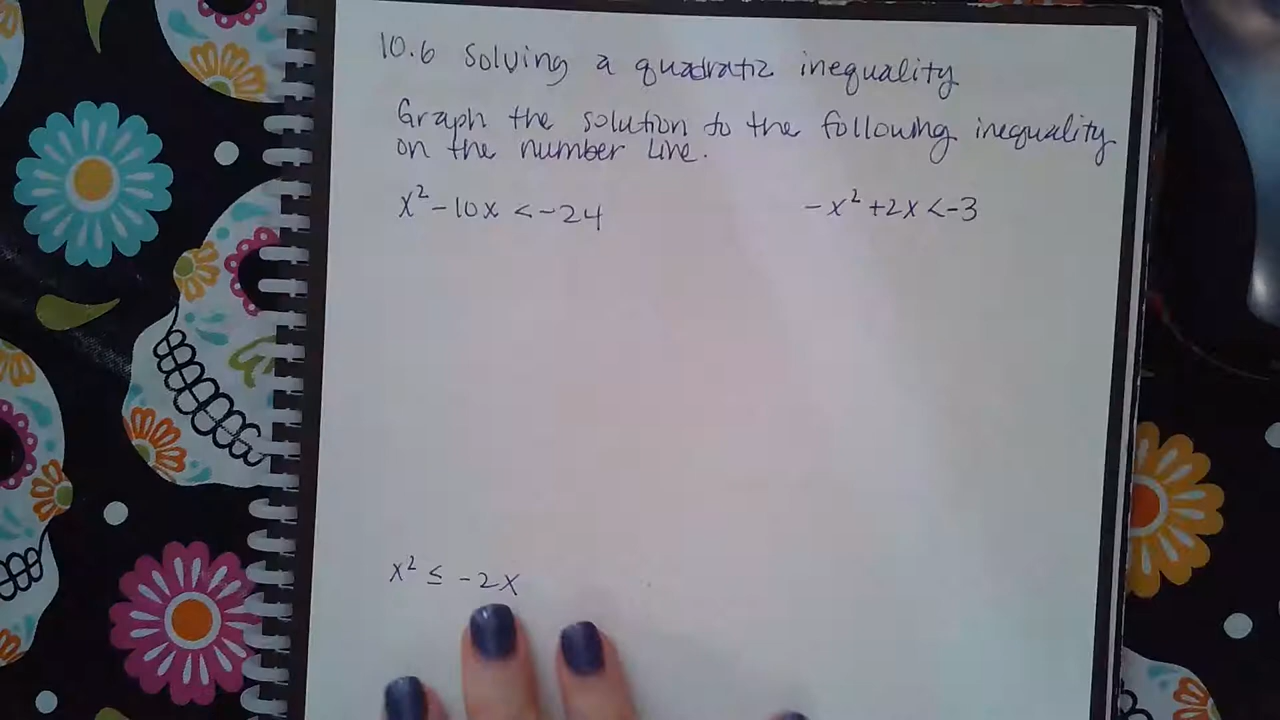 10.6 Solving a quadratic inequality
Graph the solution to the following inequality
on the number line.
x² - 10x < -24
-x² + 2x < -3
x² ≤ -2x